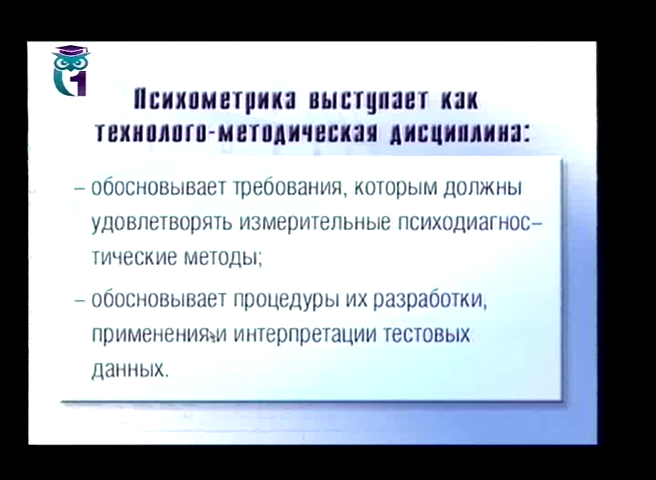 1
Психометрика выступает как
технолого-методическая дисциплина:
– обосновывает требования, которым должны
удовлетворять измерительные психодиагнос–
тические методы;
– обосновывает процедуры их разработки,
применения и интерпретации тестовых
данных.